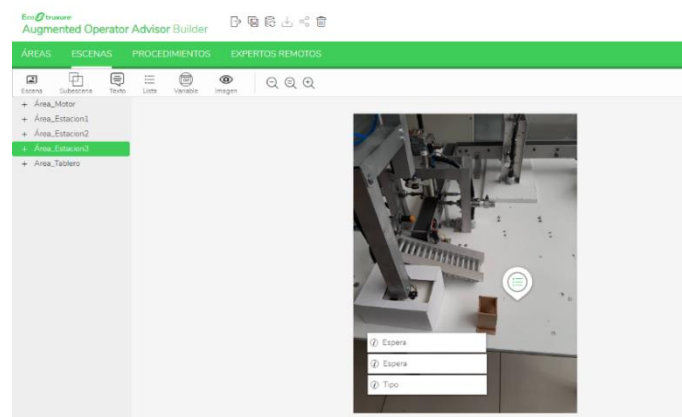 EcoStruxure
Augmented Operator Advisor Builder
ÁREAS ESCENAS PROCEDIMIENTOS EXPERTOS REMOTOS
Escena Subescena Texto Lista Variable Imagen
+ Área_Motor
+ Área_Estacion1
+ Área_Estacion2
+ Área_Estacion3
+ Area_Tablero
Espera
Espera
Tipo